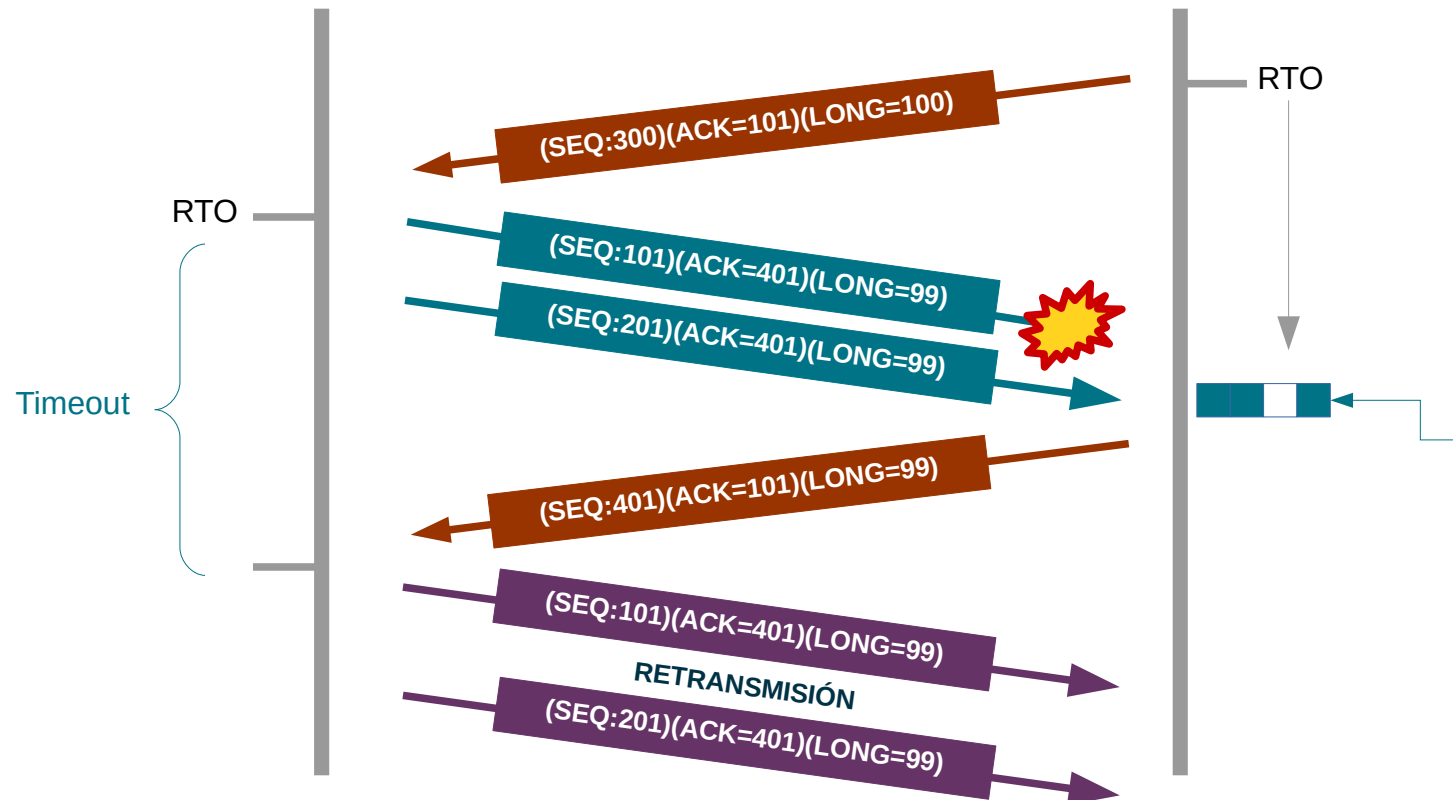 RTO
(SEQ:300)(ACK=101)(LONG=100)
RTO
(SEQ:101)(ACK=401)(LONG=99)
(SEQ:201)(ACK=401)(LONG=99)
Timeout
(SEQ:401)(ACK=101)(LONG=99)
(SEQ:101)(ACK=401)(LONG=99)
RETRANSMISIÓN
(SEQ:201)(ACK=401)(LONG=99)